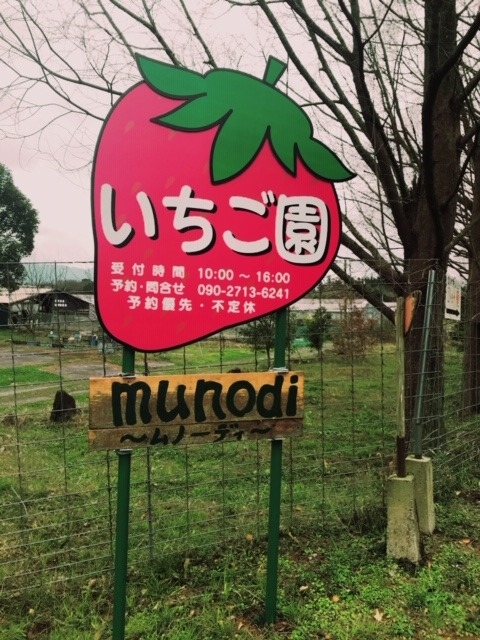 いちご園
受付時間 10:00 ～ 16:00
予約・問合せ 090-2713-6241
予約優先・不定休
munodi
～ムノーディ～